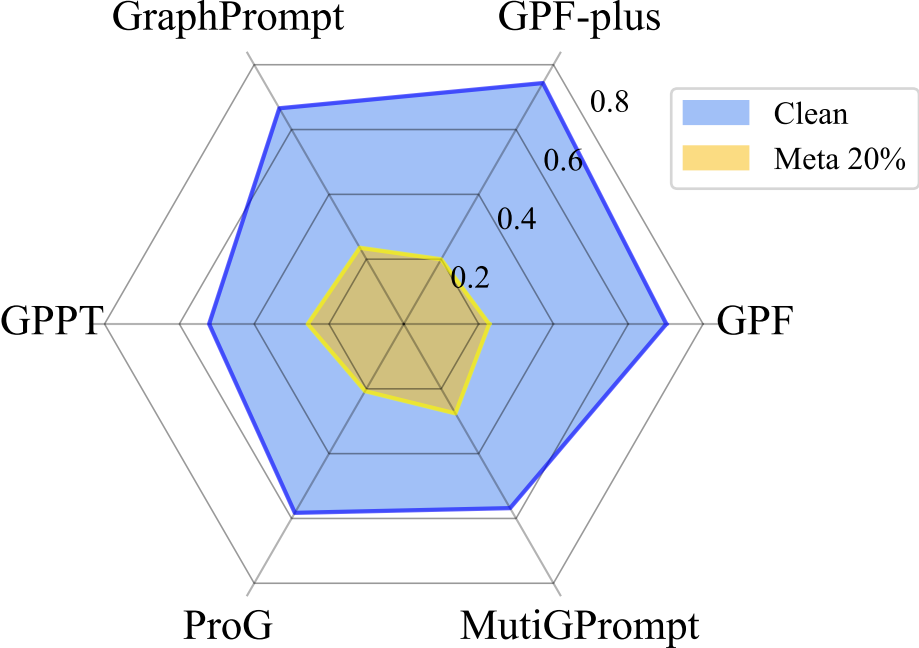 GraphPrompt
GPF-plus
0.8
Clean
0.6
Meta 20%
0.4
0.2
GPPT
GPF
ProG
MutiGPrompt